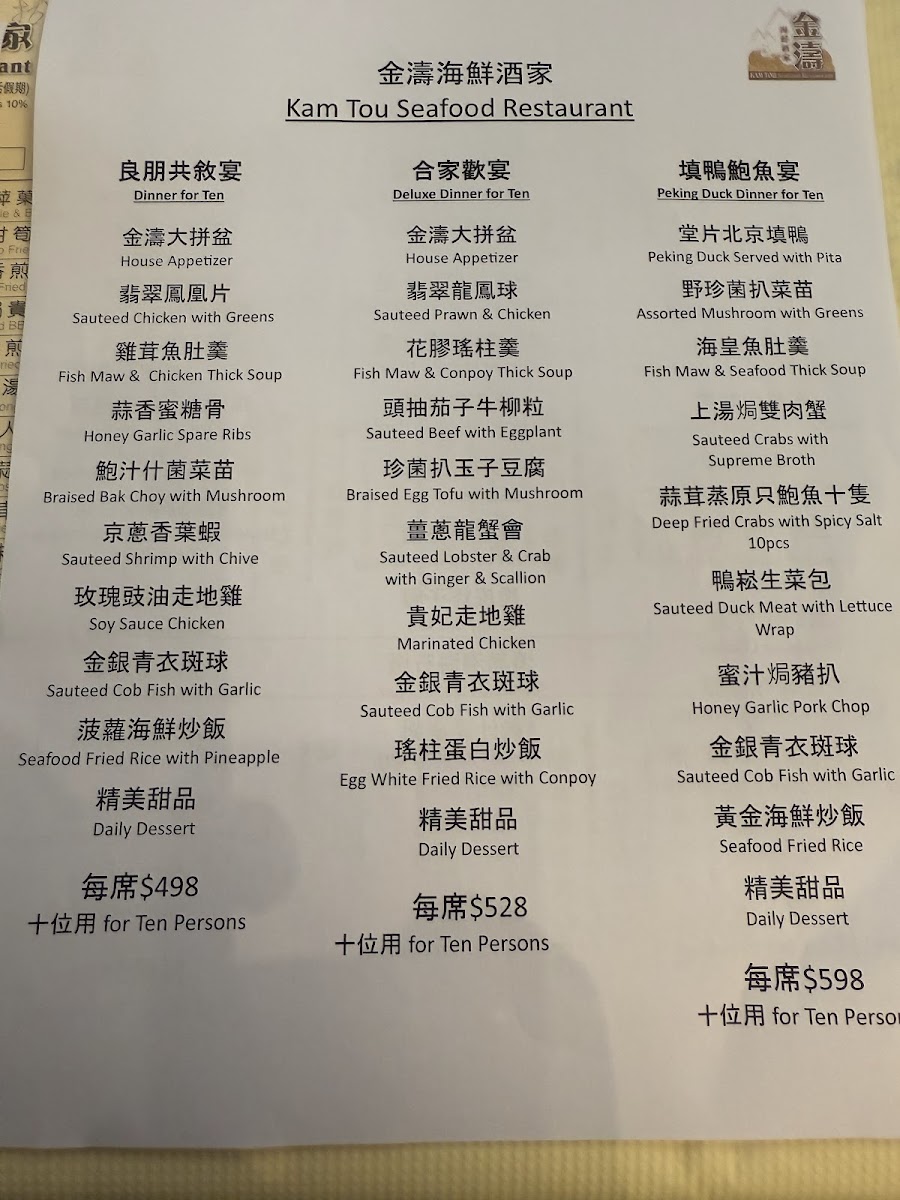 金濤海鮮酒家
Kam Tou Seafood Restaurant
良朋共敘宴
Dinner for Ten
金濤大拼盆
House Appetizer
翡翠鳳凰片
Sauteed Chicken with Greens
雞茸魚肚羹
Fish Maw & Chicken Thick Soup
蒜香蜜糖骨
Honey Garlic Spare Ribs
鮑汁什菌菜苗
Braised Bak Choy with Mushroom
京蔥香葉蝦
Sauteed Shrimp with Chive
玫瑰豉油走地雞
Soy Sauce Chicken
金銀青衣斑球
Sauteed Cob Fish with Garlic
菠蘿海鮮炒飯
Seafood Fried Rice with Pineapple
精美甜品
Daily Dessert
每席$498
十位用 for Ten Persons
合家歡宴
Deluxe Dinner for Ten
金濤大拼盆
House Appetizer
翡翠龍鳳球
Sauteed Prawn & Chicken
花膠瑤柱羹
Fish Maw & Conpoy Thick Soup
頭抽茄子牛柳粒
Sauteed Beef with Eggplant
珍菌扒玉子豆腐
Braised Egg Tofu with Mushroom
薑蔥龍蟹會
Sauteed Lobster & Crab
with Ginger & Scallion
貴妃走地雞
Marinated Chicken
金銀青衣斑球
Sauteed Cob Fish with Garlic
瑤柱蛋白炒飯
Egg White Fried Rice with Conpoy
精美甜品
Daily Dessert
每席$528
十位用 for Ten Persons
填鴨鮑魚宴
Peking Duck Dinner for Ten
堂片北京填鴨
Peking Duck Served with Pita
野珍菌扒菜苗
Assorted Mushroom with Greens
海皇魚肚羹
Fish Maw & Seafood Thick Soup
上湯焗雙肉蟹
Sauteed Crabs with
Supreme Broth
蒜茸蒸原只鮑魚十隻
Deep Fried Crabs with Spicy Salt
10pcs
鴨崧生菜包
Sauteed Duck Meat with Lettuce
Wrap
蜜汁焗豬扒
Honey Garlic Pork Chop
金銀青衣斑球
Sauteed Cob Fish with Garlic
黃金海鮮炒飯
Seafood Fried Rice
精美甜品
Daily Dessert
每席$598
十位用 for Ten Perso
金濤
KAM TOU
家
ant
10%